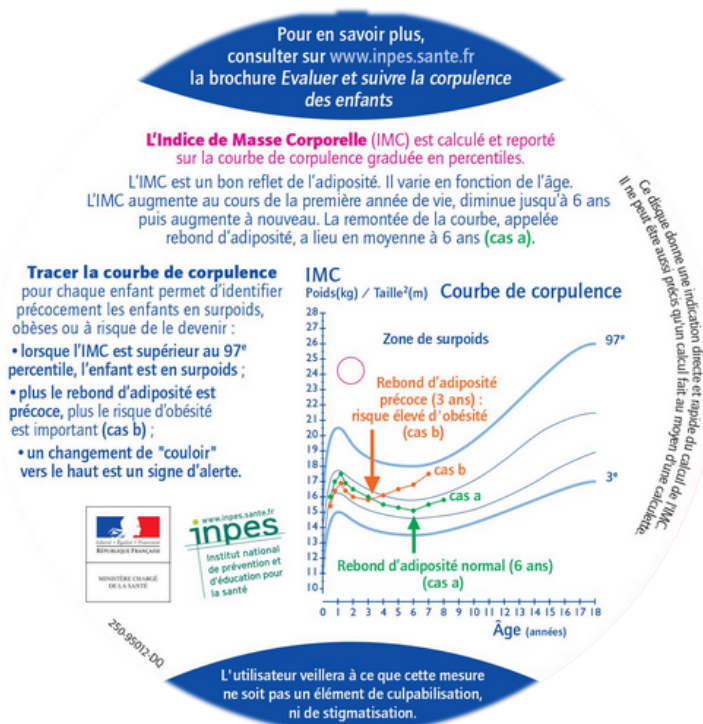 Pour en savoir plus,
consulter sur www.inpes.sante.fr
la brochure Evaluer et suivre la corpulence
des enfants
L'Indice de Masse Corporelle (IMC) est calculé et reporté
sur la courbe de corpulence graduée en percentiles.
L'IMC est un bon reflet de l'adiposité. Il varie en fonction de l'âge.
L'IMC augmente au cours de la première année de vie, diminue jusqu'à 6 ans
puis augmente à nouveau. La remontée de la courbe, appelée
rebond d'adiposité, a lieu en moyenne à 6 ans (cas a).
Ce disque donne une indication directe et rapide du calcul de l'IMC
Il ne peut être aussi précis qu'un calcul fait au moyen d'une calculette.
Tracer la courbe de corpulence
pour chaque enfant permet d'identifier
précocement les enfants en surpoids,
obèses ou à risque de le devenir :
• lorsque l'IMC est supérieur au 97e
percentile, l'enfant est en surpoids ;
• plus le rebond d'adiposité est
précoce, plus le risque d'obésité
est important (cas b) ;
• un changement de "couloir"
vers le haut est un signe d'alerte.
IMC
Poids(kg) / Taille²(m) Courbe de corpulence
28
27
26
25
24
23
22
21
20
19
18
17
16
15
14
13
12
11
10
Zone de surpoids
97e
Rebond d'adiposité
précoce (3 ans) :
risque élevé d'obésité
(cas b)
cas b
cas a
3e
Rebond d'adiposité normal (6 ans)
(cas a)
0 1 2 3 4 5 6 7 8 9 10 11 12 13 14 15 16 17 18
Âge (années)
Liberté • Égalité • Fraternité
RÉPUBLIQUE FRANÇAISE
MINISTÈRE CHARGÉ
DE LA SANTÉ
www.inpes.sante.fr
inpes
Institut national
de prévention et
d'éducation pour
la santé
250-95012-DQ
L'utilisateur veillera à ce que cette mesure
ne soit pas un élément de culpabilisation,
ni de stigmatisation.